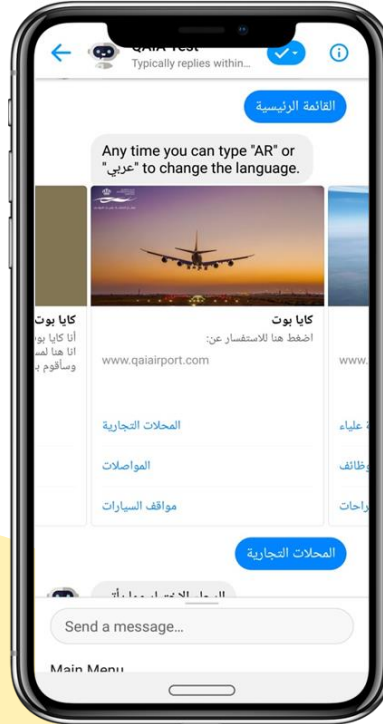 QAIA Test
Typically replies within...
القائمة الرئيسية
Any time you can type "AR" or
"عربي" to change the language.
كايا بوت
كايا بوت
اضغط هنا للاستفسار عن:
www.qaiairport.com
www.
المحلات التجارية
علياء
المواصلات
مواقف السيارات
المحلات التجارية
Send a message...
Main Menu